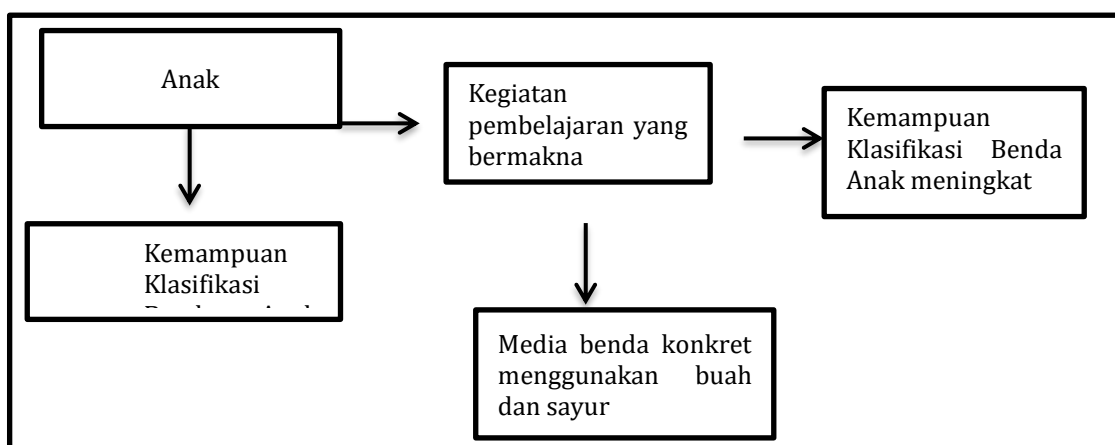 Anak
Kegiatan
pembelajaran yang
bermakna
Kemampuan
Klasifikasi Benda
Anak meningkat
Kemampuan
Klasifikasi
Media benda konkret
menggunakan buah
dan sayur